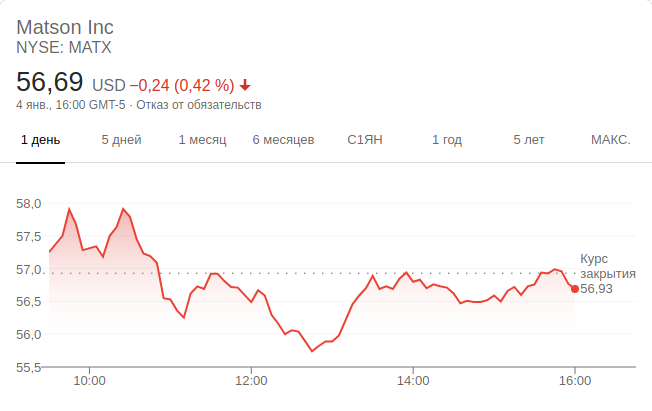 Matson Inc
NYSE: MATX
56,69 USD −0,24 (0,42 %)
4 янв., 16:00 GMT-5 · Отказ от обязательств
1 день 5 дней 1 месяц 6 месяцев С1ЯН 1 год 5 лет МАКС.
58,0
57,5
57,0
56,5
56,0
55,5
Курс
закрытия
56,93
10:00 12:00 14:00 16:00